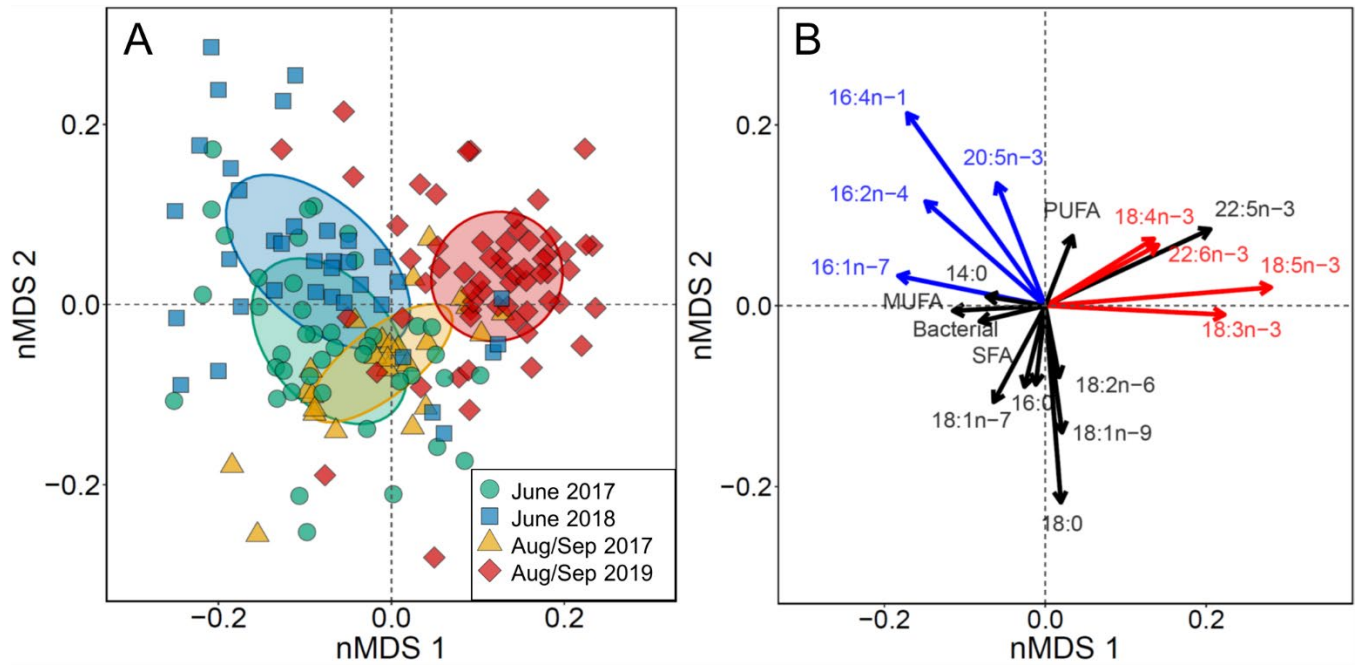 A
nMDS 2
0.2
0.0
−0.2
−0.2
0.0
0.2
nMDS 1
June 2017
June 2018
Aug/Sep 2017
Aug/Sep 2019
B
nMDS 2
0.2
0.0
−0.2
−0.2
0.0
0.2
nMDS 1
16:4n−1
20:5n−3
16:2n−4
PUFA
18:4n−3
22:5n−3
22:6n−3
16:1n−7
14:0
18:5n−3
MUFA
Bacterial
18:3n−3
SFA
18:2n−6
16:0
18:1n−7
18:1n−9
18:0